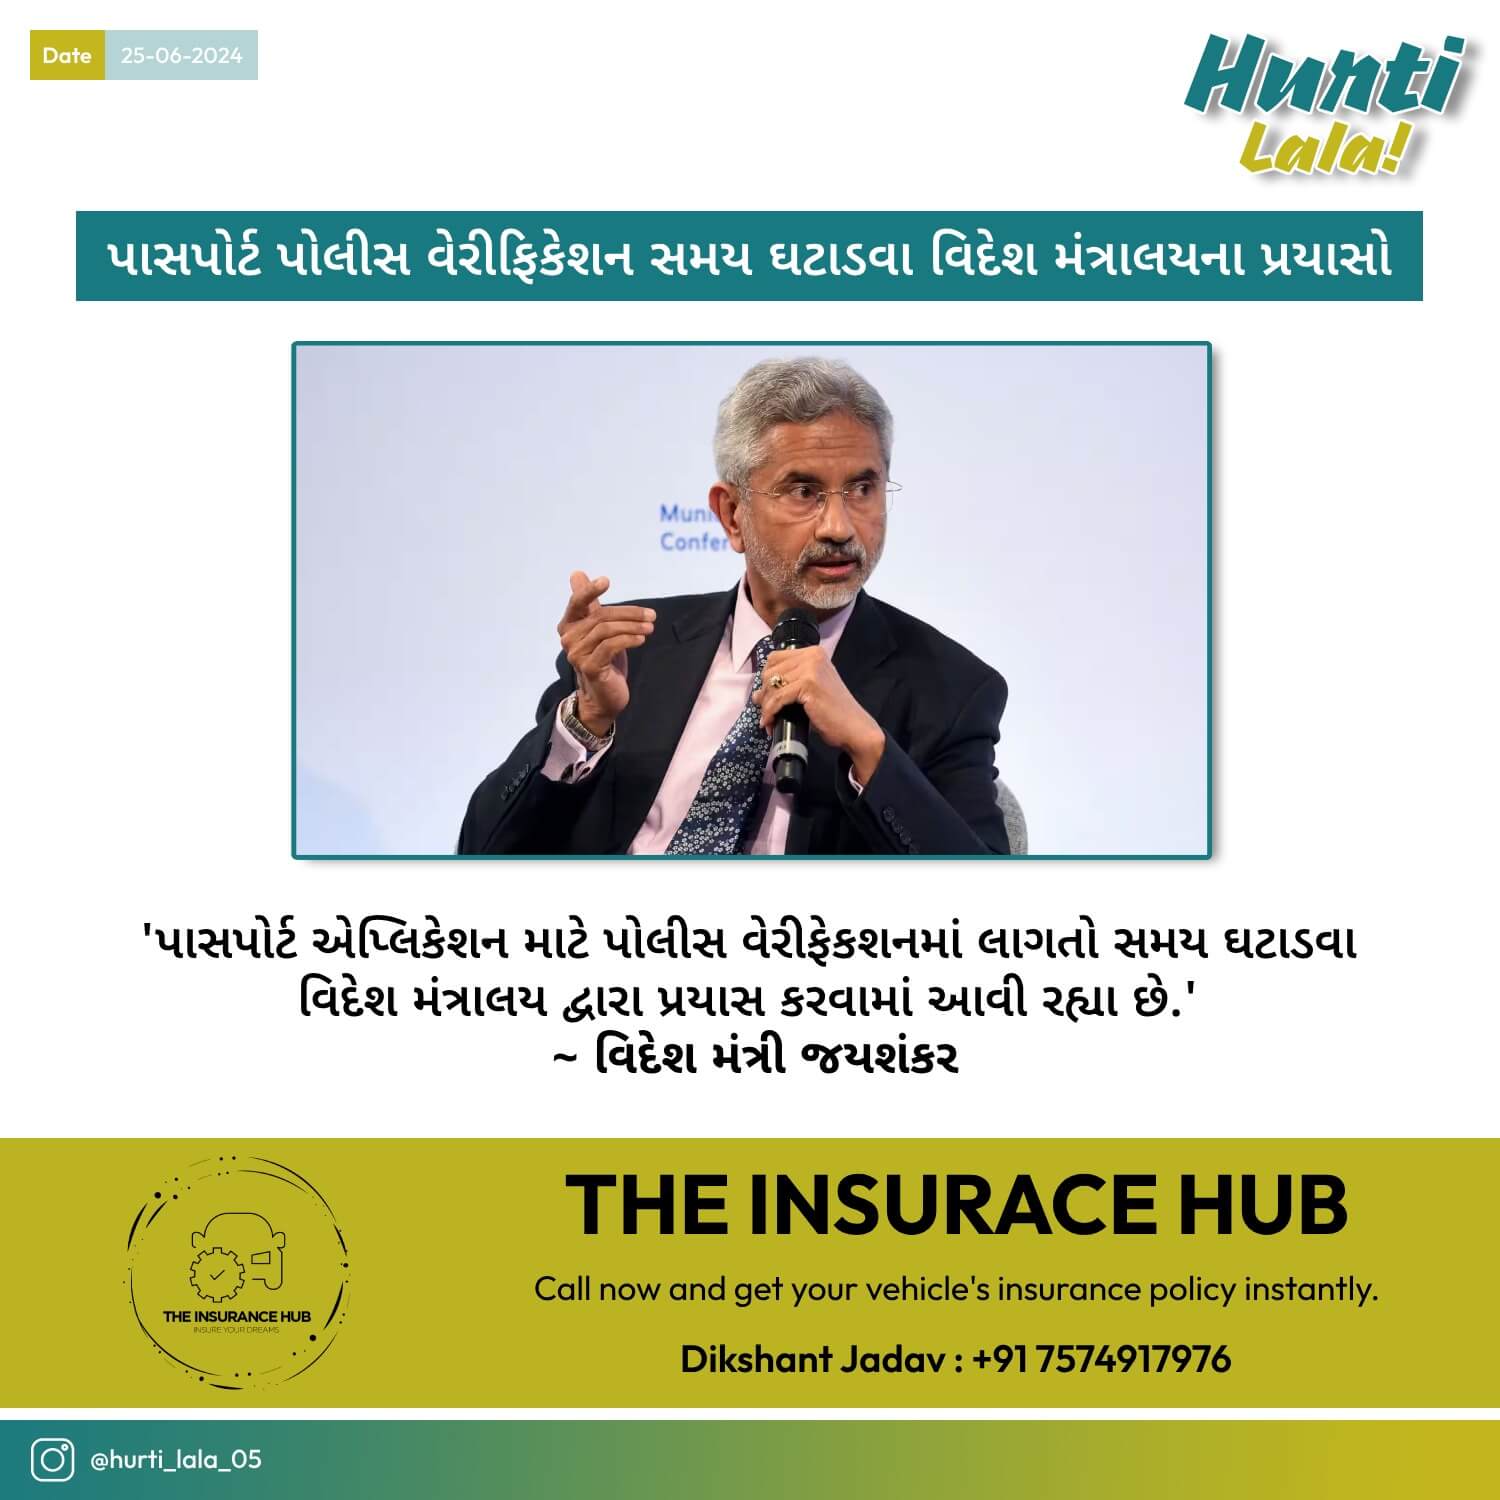 Date 25-06-2024
Hurti
Lala!
પાસપોર્ટ પોલીસ વેરીફિકેશન સમય ઘટાડવા વિદેશ મંત્રાલયના પ્રયાસો
Muni
Confer
'પાસપોર્ટ એપ્લિકેશન માટે પોલીસ વેરીફેકશનમાં લાગતો સમય ઘટાડવા
વિદેશ મંત્રાલય દ્વારા પ્રયાસ કરવામાં આવી રહ્યા છે.'
~ વિદેશ મંત્રી જયશંકર
THE INSURANCE HUB
INSURE YOUR DREAMS
THE INSURACE HUB
Call now and get your vehicle's insurance policy instantly.
Dikshant Jadav : +91 7574917976
@hurti_lala_05